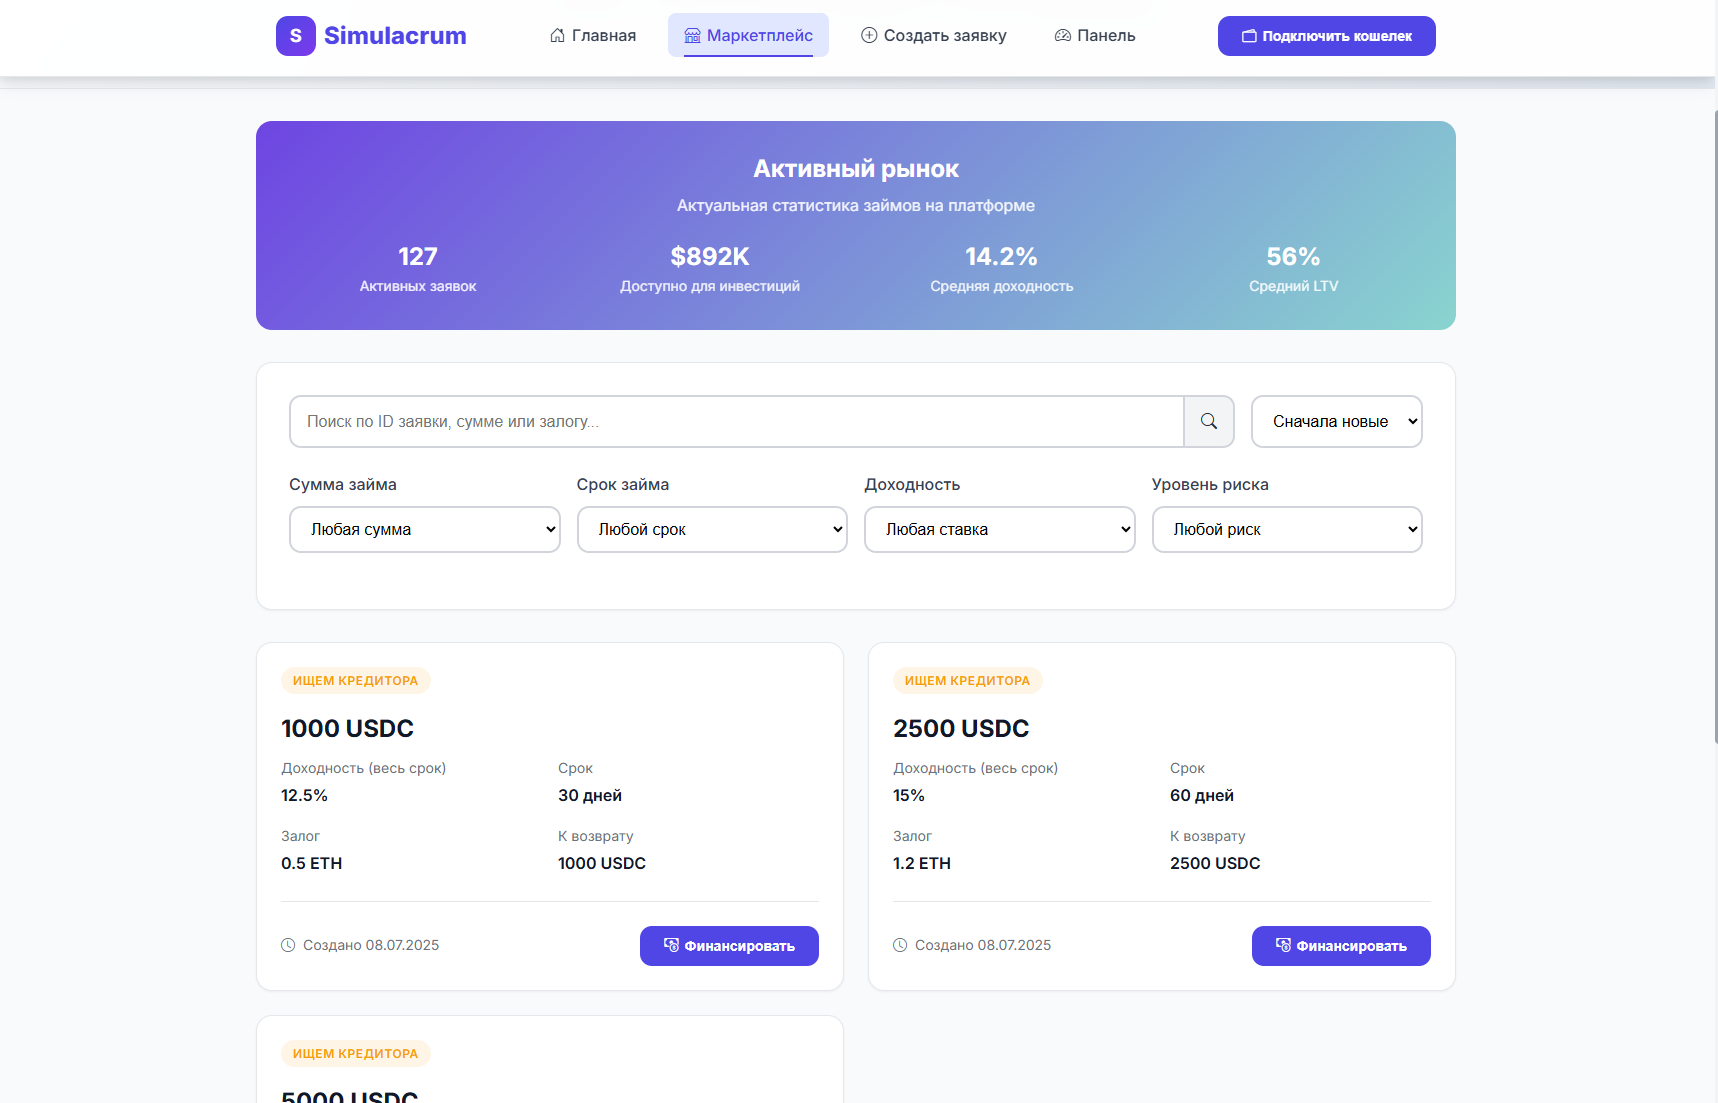 S Simulacrum
Главная
Маркетплейс
Создать заявку
Панель
Подключить кошелек
Активный рынок
Актуальная статистика займов на платформе
127
Активных заявок
$892K
Доступно для инвестиций
14.2%
Средняя доходность
56%
Средний LTV
Поиск по ID заявки, сумме или залогу...
Сначала новые
Сумма займа
Любая сумма
Срок займа
Любой срок
Доходность
Любая ставка
Уровень риска
Любой риск
ИЩЕМ КРЕДИТОРА
1000 USDC
Доходность (весь срок)
12.5%
Срок
30 дней
Залог
0.5 ETH
К возврату
1000 USDC
Создано 08.07.2025
Финансировать
ИЩЕМ КРЕДИТОРА
2500 USDC
Доходность (весь срок)
15%
Срок
60 дней
Залог
1.2 ETH
К возврату
2500 USDC
Создано 08.07.2025
Финансировать
ИЩЕМ КРЕДИТОРА
5000 USDC